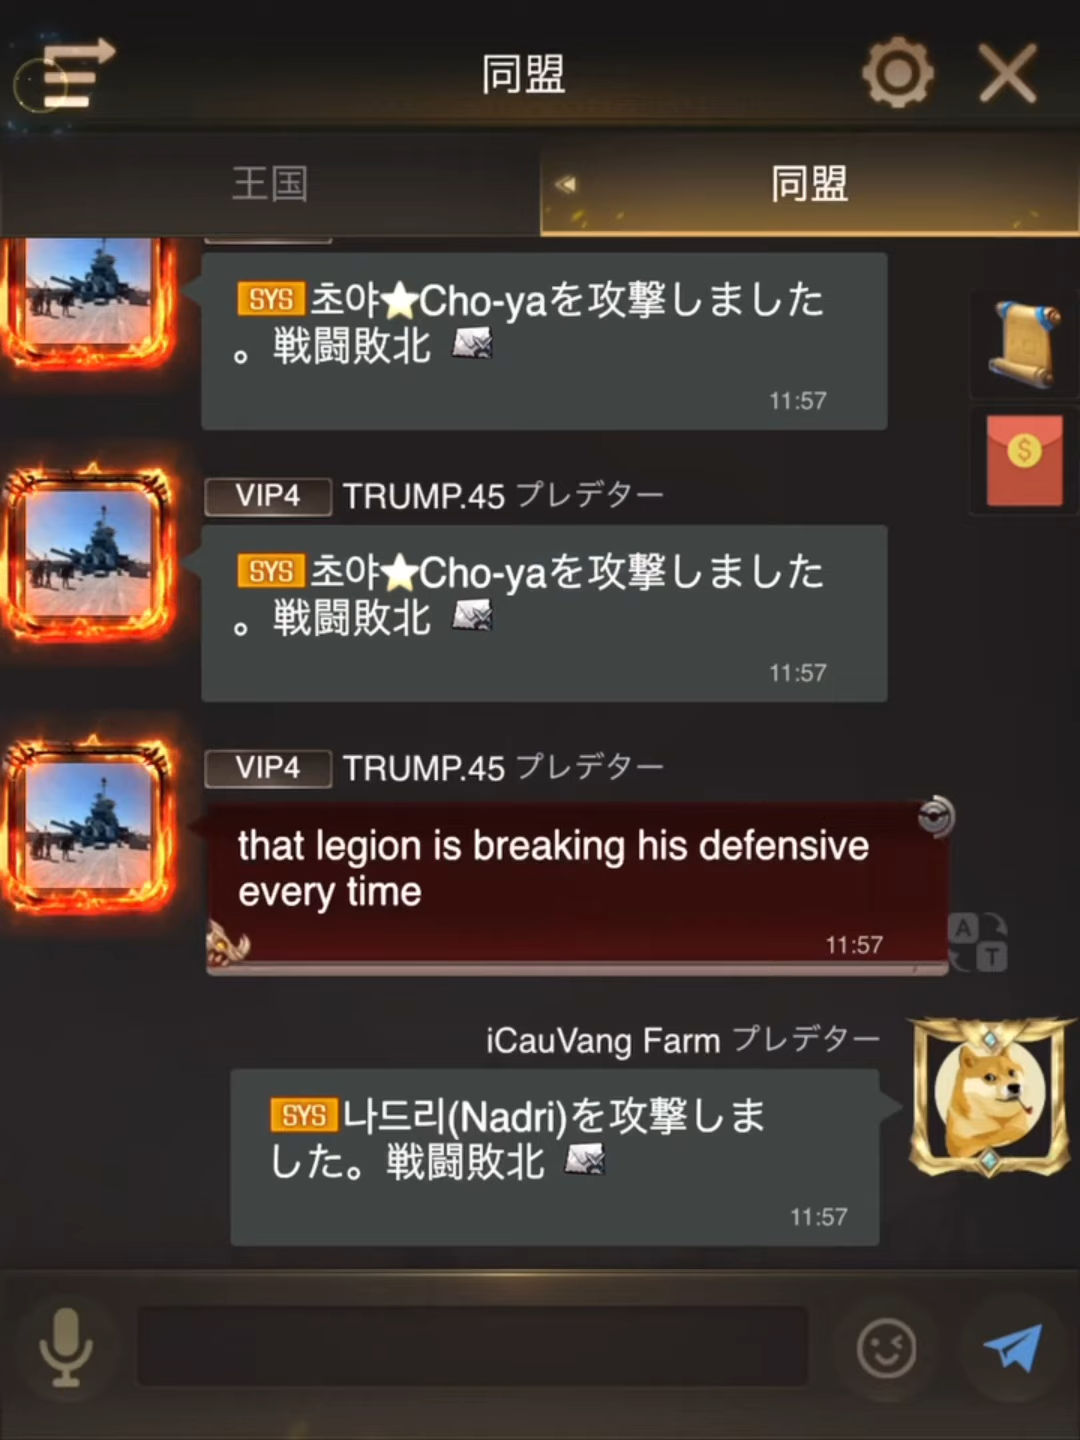 同盟
王国
同盟
SYS 초야⭐Cho-yaを攻撃しました
。戦闘敗北
11:57
VIP4 TRUMP.45 プレデター
SYS 초야⭐Cho-yaを攻撃しました
。戦闘敗北
11:57
VIP4 TRUMP.45 プレデター
that legion is breaking his defensive
every time
11:57
A
T
iCauVang Farm プレデター
SYS 나드리(Nadri)を攻撃しま
した。戦闘敗北
11:57